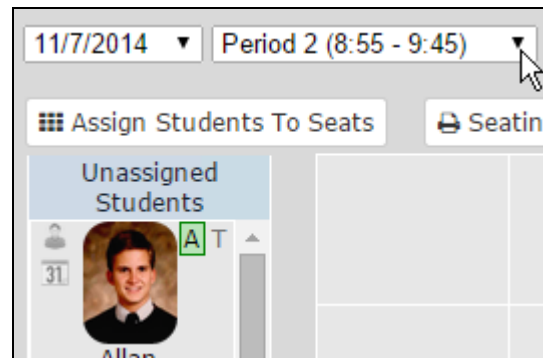 11/7/2014 Period 2 (8:55 - 9:45)
Assign Students To Seats Seatin
Unassigned
Students
A T
31
Allan